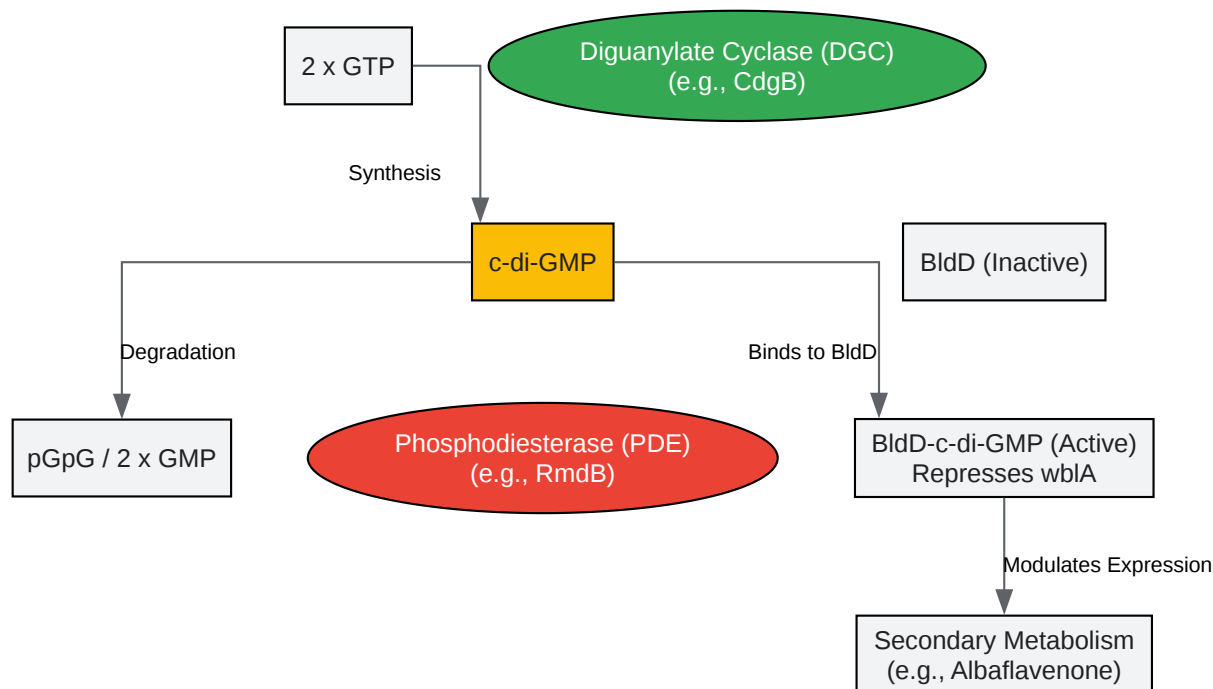 2 x GTP
Diguanylate Cyclase (DGC)
(e.g., CdgB)
Synthesis
c-di-GMP
BldD (Inactive)
Degradation
Binds to BldD
pGpG / 2 x GMP
Phosphodiesterase (PDE)
(e.g., RmdB)
BldD-c-di-GMP (Active)
Represses wblA
Modulates Expression
Secondary Metabolism
(e.g., Albaflavenone)